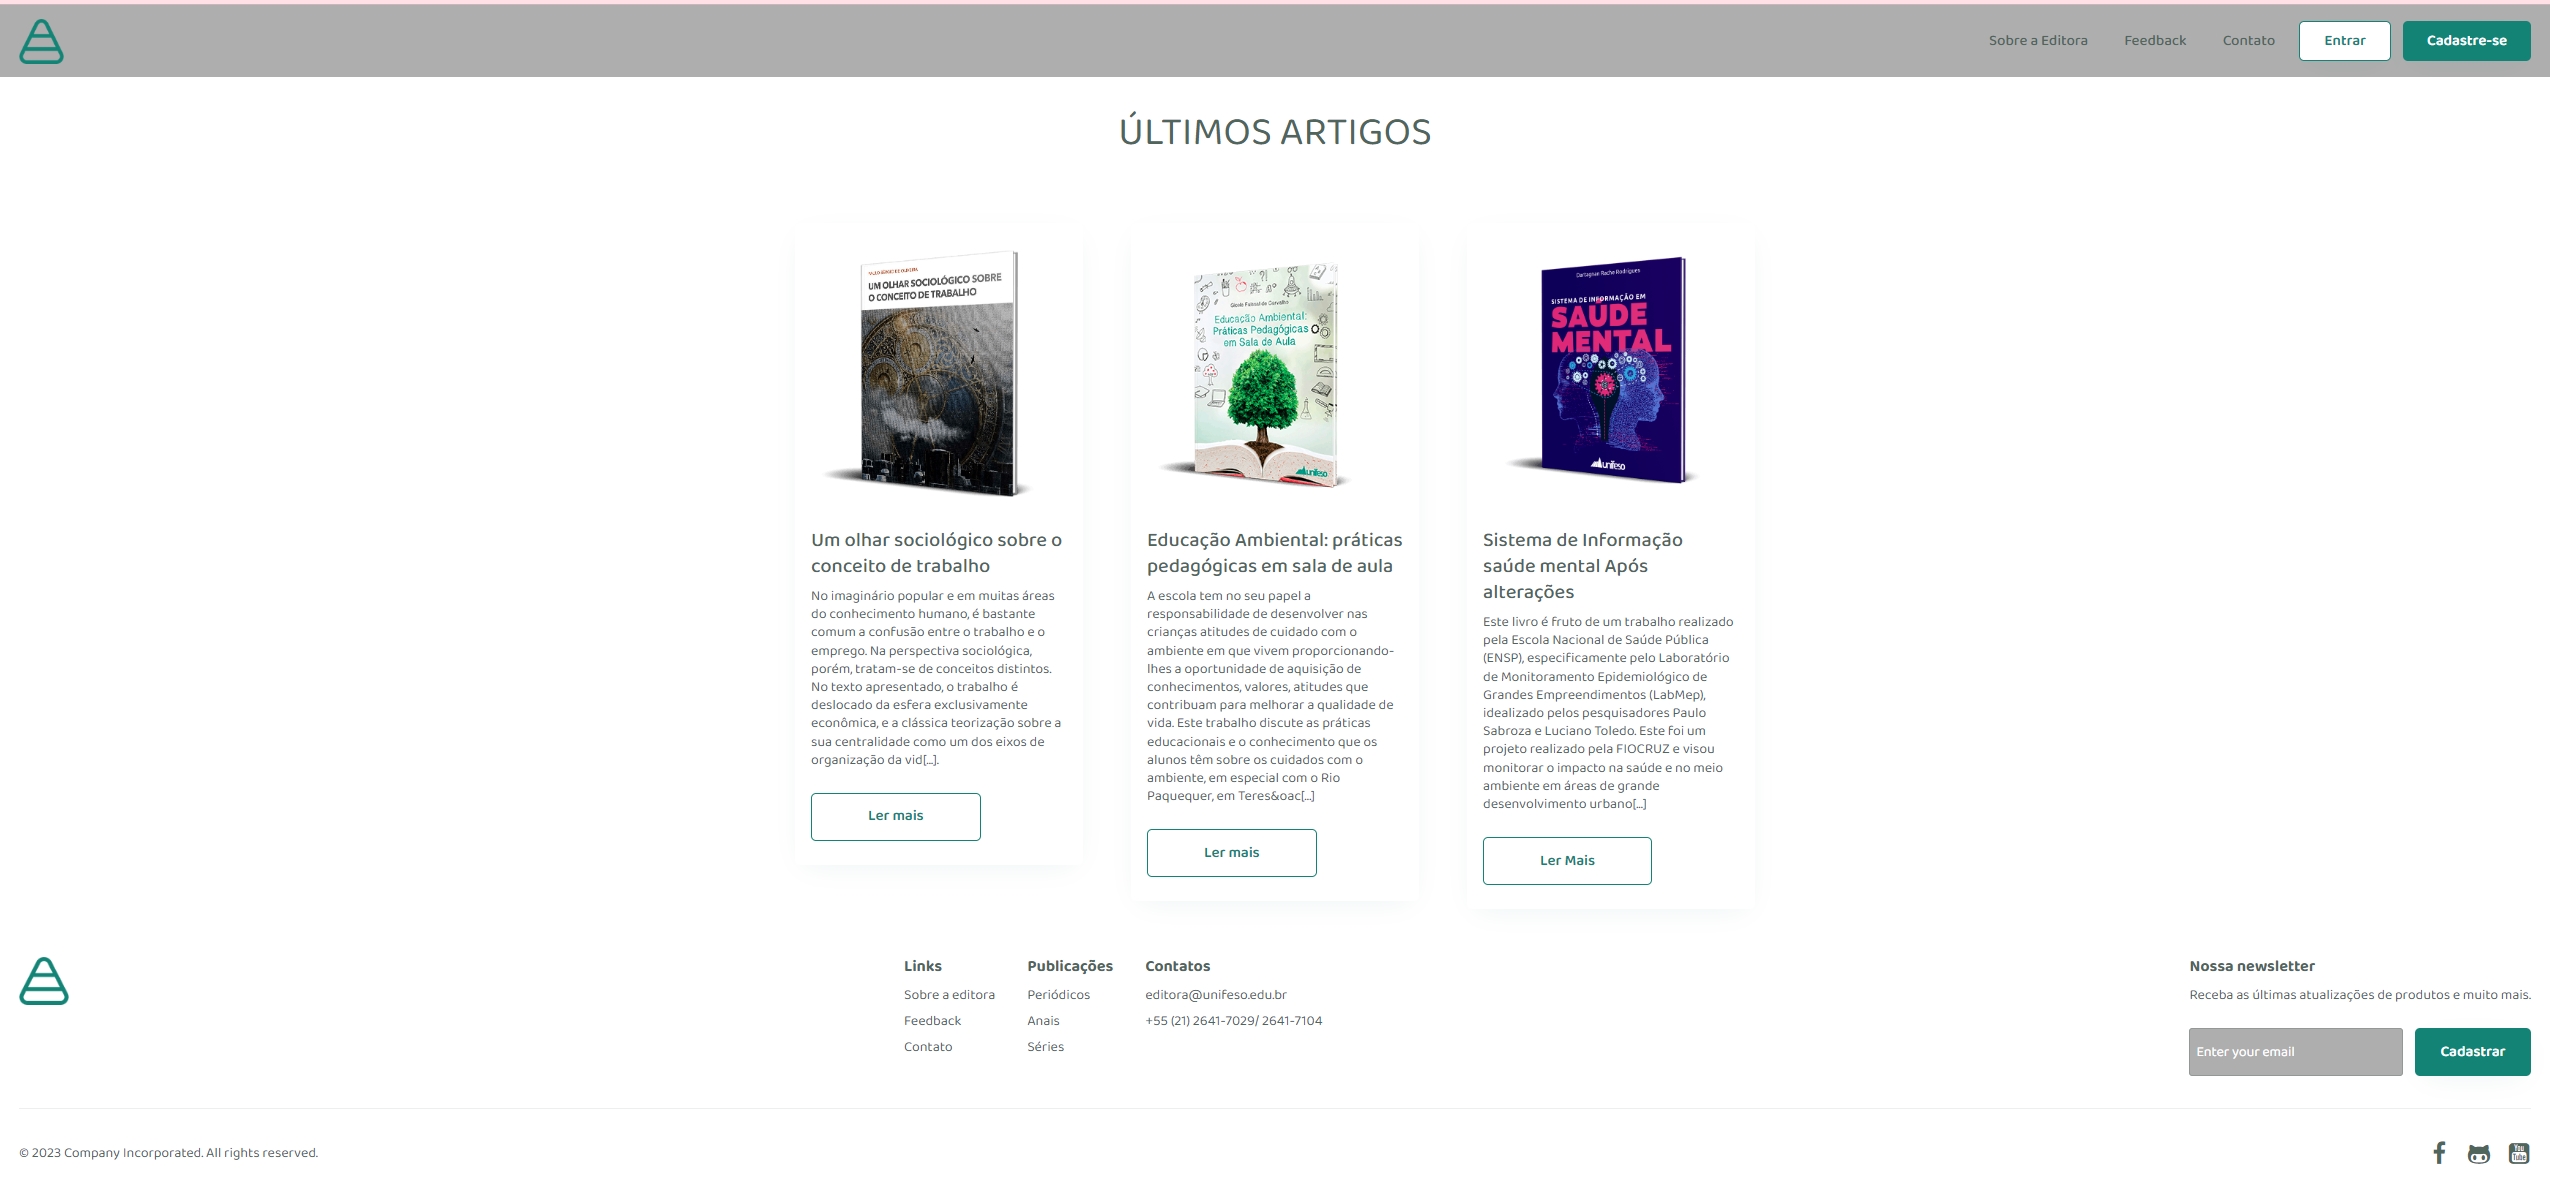 Sobre a Editora
Feedback
Contato
Entrar
Cadastre-se
ÚLTIMOS ARTIGOS
UM OLHAR SOCIOLÓGICO SOBRE
O CONCEITO DE TRABALHO
Educação Ambiental:
Práticas Pedagógicas
em Sala de Aula
unifeso
Dartagnan Pache Rodrigues
SISTEMA DE INFORMAÇÃO EM
SAÚDE
MENTAL
unifeso
Um olhar sociológico sobre o
conceito de trabalho
No imaginário popular e em muitas áreas
do conhecimento humano, é bastante
comum a confusão entre o trabalho e o
emprego. Na perspectiva sociológica,
porém, tratam-se de conceitos distintos.
No texto apresentado, o trabalho é
deslocado da esfera exclusivamente
econômica, e a clássica teorização sobre a
sua centralidade como um dos eixos de
organização da vid[...].
Ler mais
Educação Ambiental: práticas
pedagógicas em sala de aula
A escola tem no seu papel a
responsabilidade de desenvolver nas
crianças atitudes de cuidado com o
ambiente em que vivem proporcionando-
lhes a oportunidade de aquisição de
conhecimentos, valores, atitudes que
contribuam para melhorar a qualidade de
vida. Este trabalho discute as práticas
educacionais e o conhecimento que os
alunos têm sobre os cuidados com o
ambiente, em especial com o Rio
Paquequer, em Teres&oac[...]
Ler mais
Sistema de Informação
saúde mental Após
alterações
Este livro é fruto de um trabalho realizado
pela Escola Nacional de Saúde Pública
(ENSP), especificamente pelo Laboratório
de Monitoramento Epidemiológico de
Grandes Empreendimentos (LabMep),
idealizado pelos pesquisadores Paulo
Sabroza e Luciano Toledo. Este foi um
projeto realizado pela FIOCRUZ e visou
monitorar o impacto na saúde e no meio
ambiente em áreas de grande
desenvolvimento urbano[...]
Ler Mais
Links
Sobre a editora
Feedback
Contato
Publicações
Periódicos
Anais
Séries
Contatos
editora@unifeso.edu.br
+55 (21) 2641-7029/ 2641-7104
Nossa newsletter
Receba as últimas atualizações de produtos e muito mais.
Enter your email
Cadastrar
© 2023 Company Incorporated. All rights reserved.
You
Tube